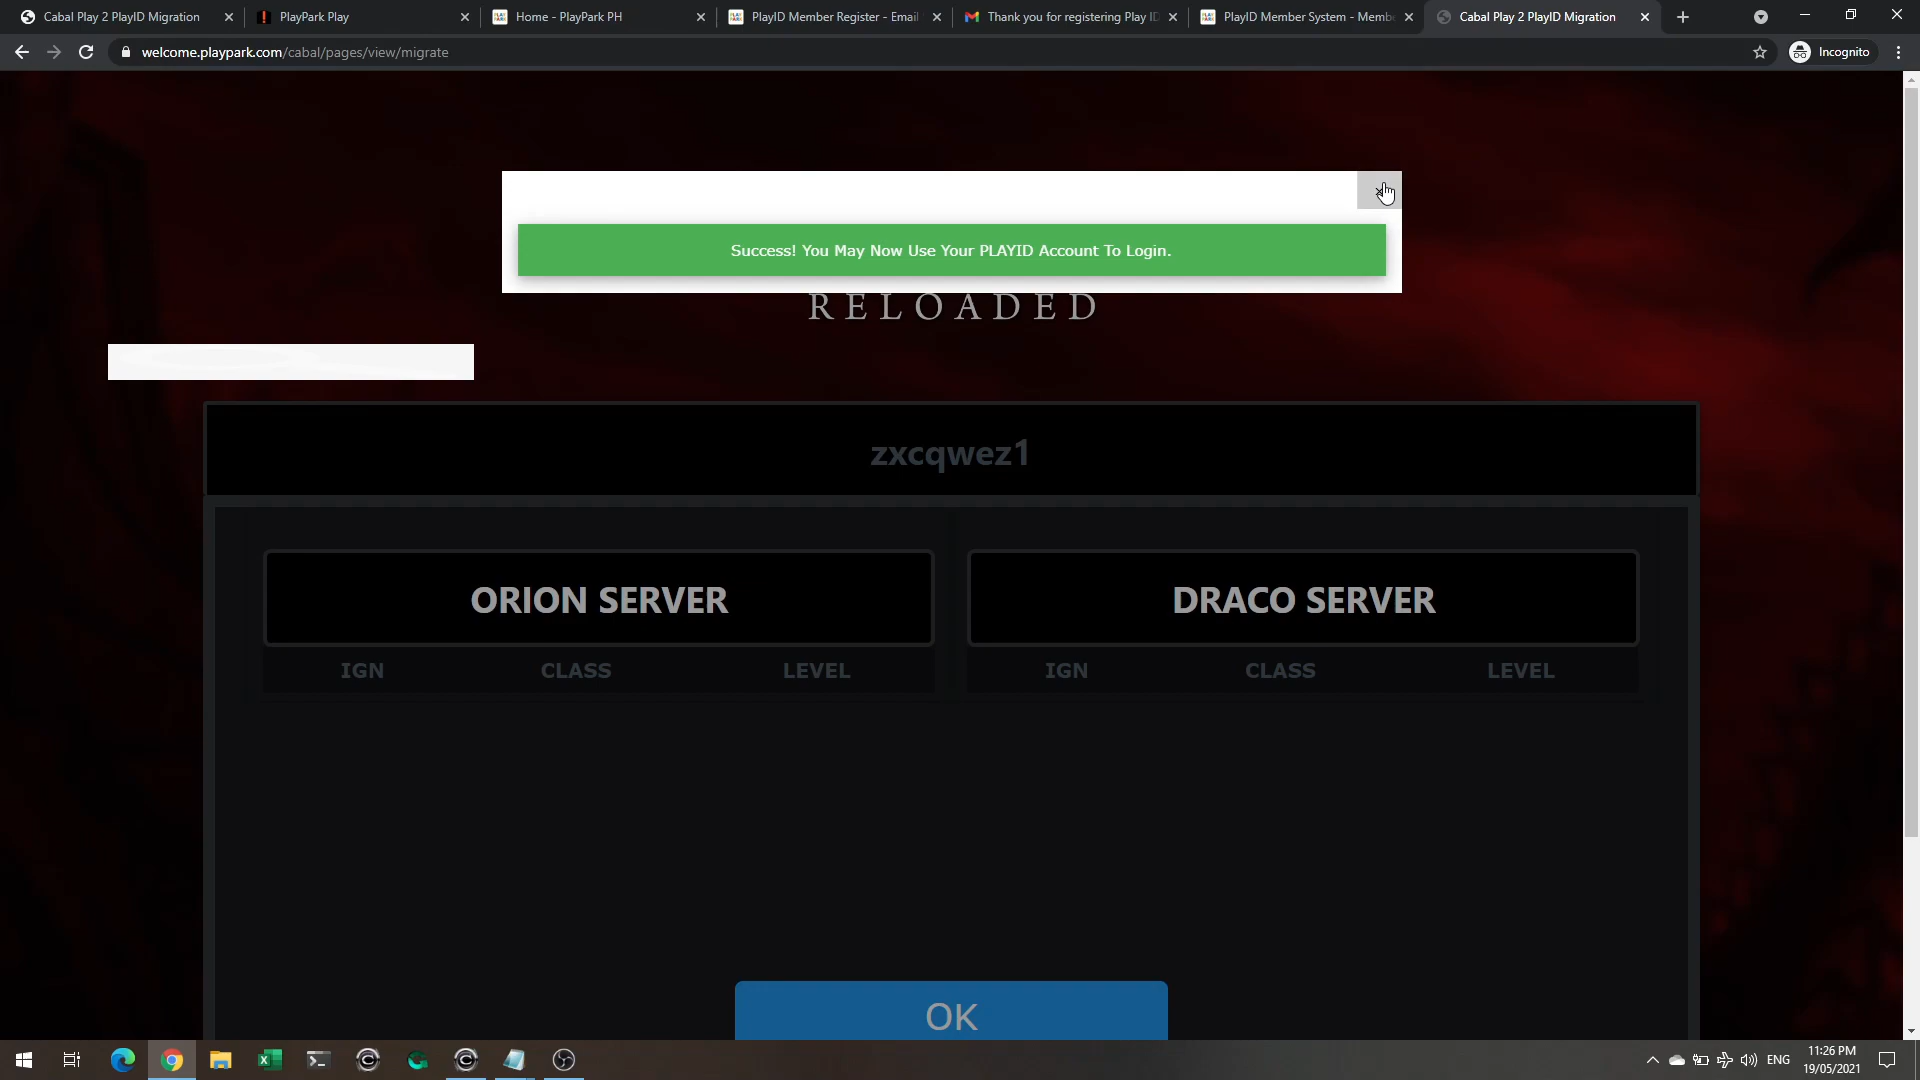 Cabal Play 2 PlayID Migration
PlayPark Play
Home - PlayPark PH
PlayID Member Register - Email
Thank you for registering Play ID
PlayID Member System - Membe
Cabal Play 2 PlayID Migration
welcome.playpark.com/cabal/pages/view/migrate
Incognito
Success! You May Now Use Your PLAYID Account To Login.
RELOADED
zxcqwez1
ORION SERVER
DRACO SERVER
IGN CLASS LEVEL
IGN CLASS LEVEL
OK
ENG
11:26 PM
19/05/2021